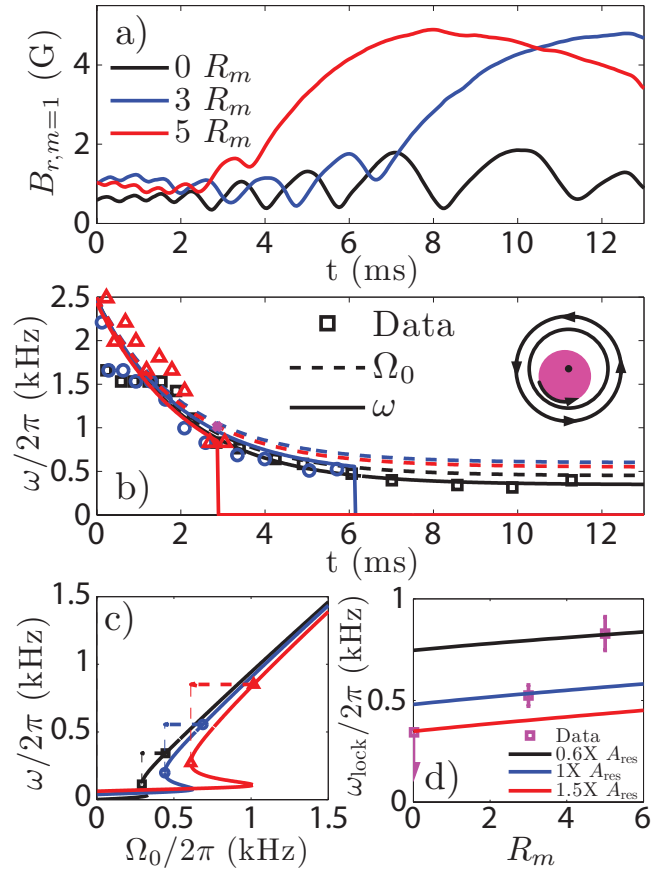 a)
B_{r,m=1} (G)
4
2
0
0 R_m
3 R_m
5 R_m
0 2 4 6 8 10 12
t (ms)
b)
ω/2π (kHz)
2.5
2
1.5
1
0.5
0
Data
Ω_0
ω
0 2 4 6 8 10 12
t (ms)
c)
ω/2π (kHz)
1.5
1
0.5
0
0 0.5 1 1.5
Ω_0/2π (kHz)
d)
ω_lock/2π (kHz)
1
0.5
0
Data
0.6X A_res
1X A_res
1.5X A_res
0 2 4 6
R_m